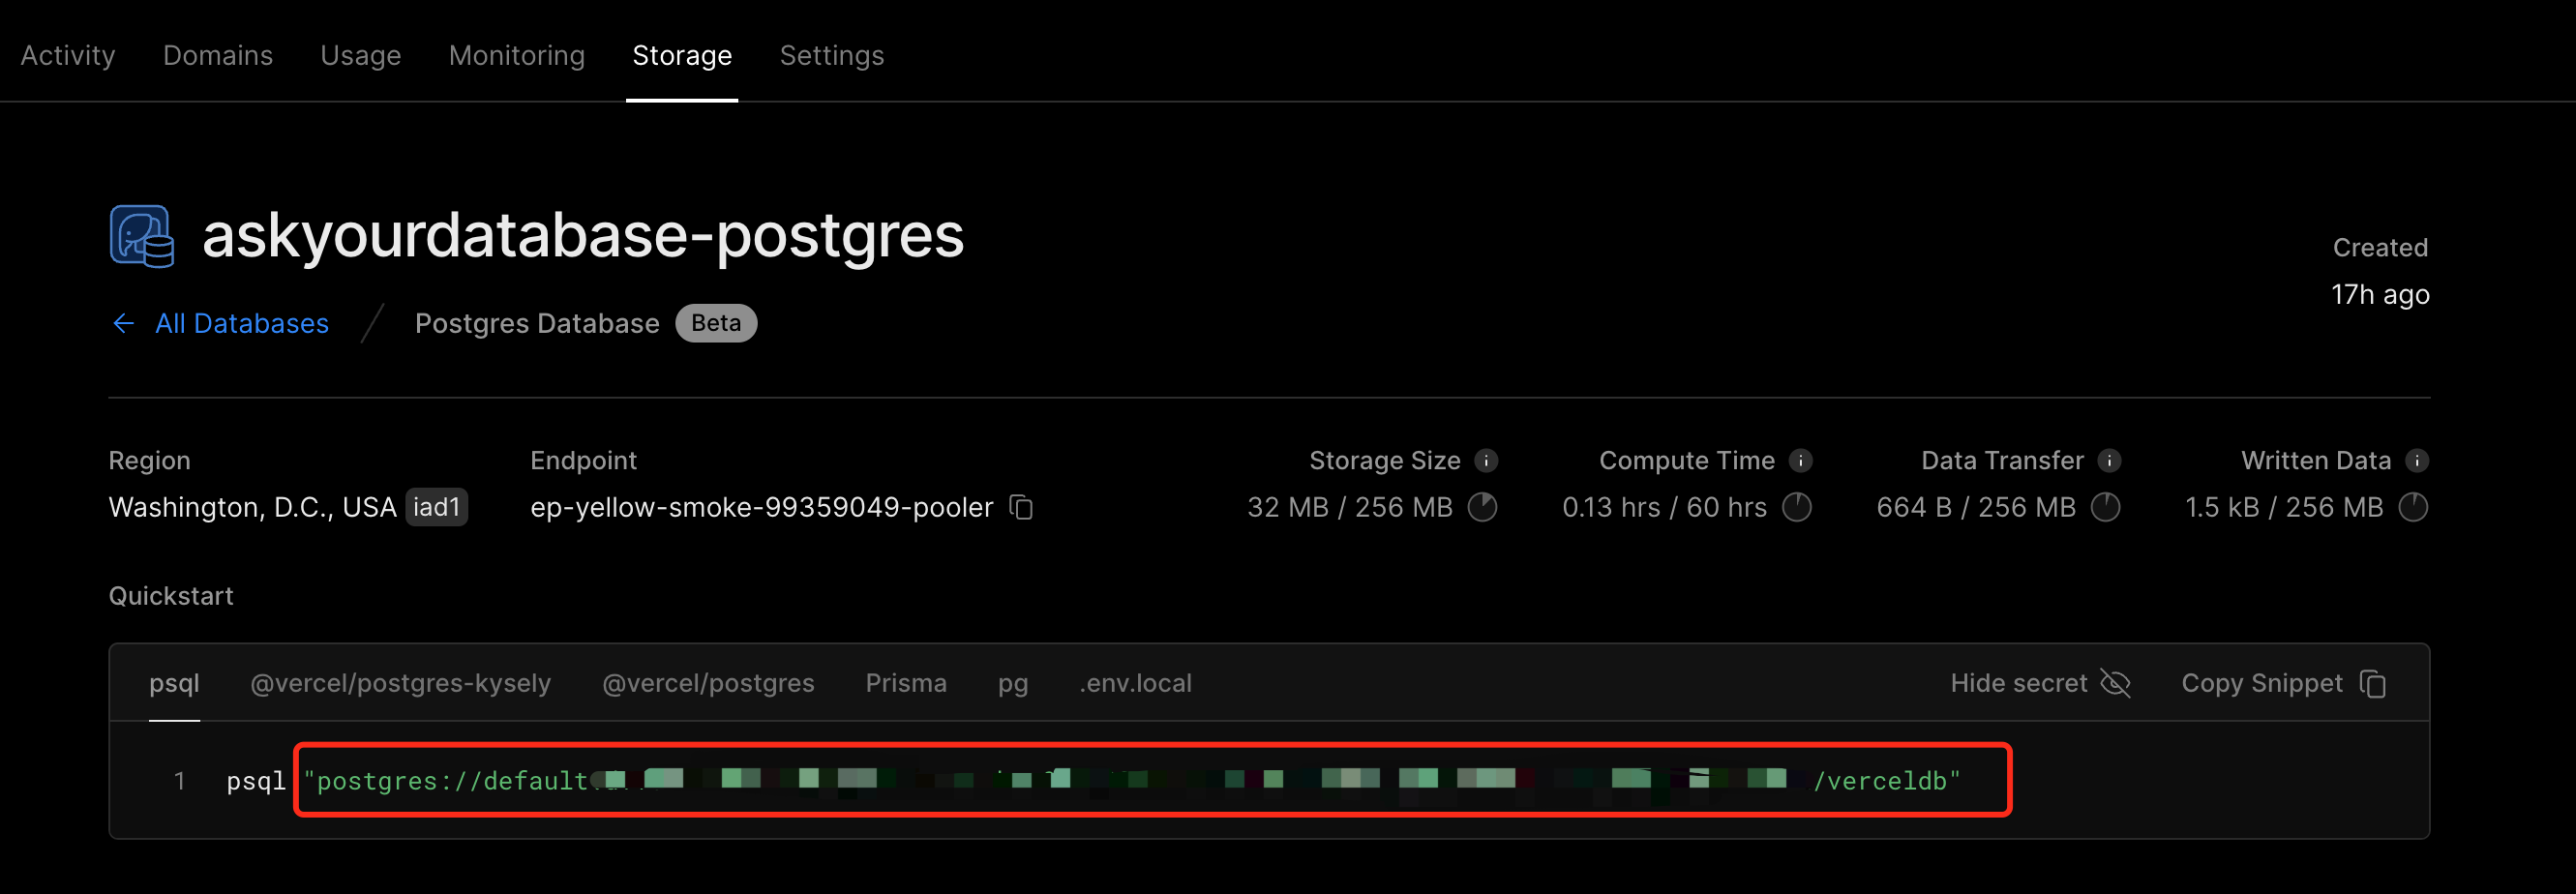 Activity Domains Usage Monitoring Storage Settings
askyourdatabase-postgres
Created
17h ago
← All Databases / Postgres Database Beta
Region Endpoint Storage Size Compute Time Data Transfer Written Data
Washington, D.C., USA iad1 ep-yellow-smoke-99359049-pooler 32 MB / 256 MB 0.13 hrs / 60 hrs 664 B / 256 MB 1.5 kB / 256 MB
Quickstart
psql @vercel/postgres-kysely @vercel/postgres Prisma pg .env.local Hide secret Copy Snippet
1 psql "postgres://default /verceldb"